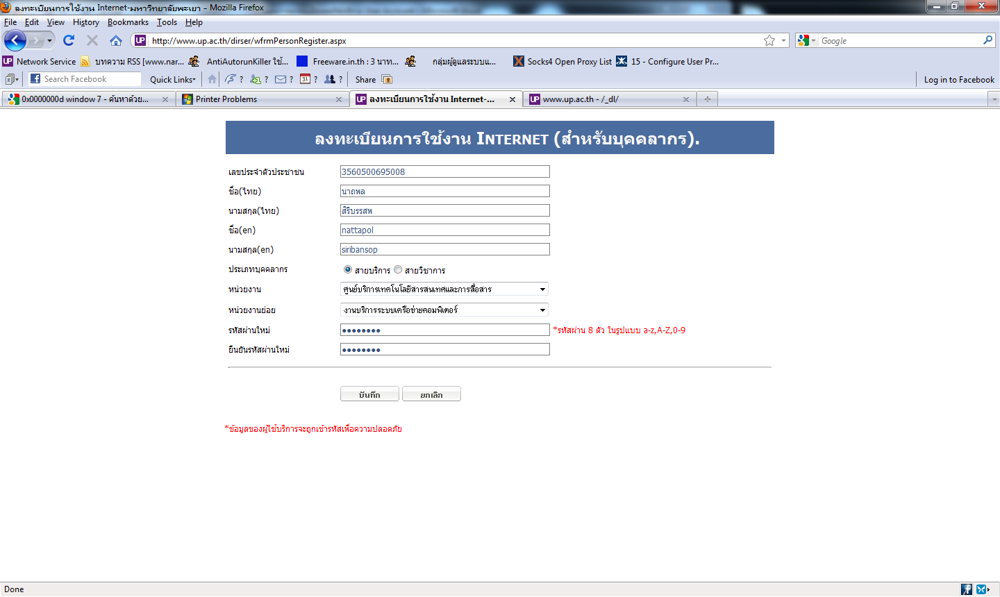 ลงทะเบียนการใช้งาน Internet-มหาวิทยาลัยพะเยา - Mozilla Firefox
File Edit View History Bookmarks Tools Help
UP http://www.up.ac.th/dirser/wfrmPersonRegister.aspx Google
UP Network Service บทความ RSS [www.nar... AntiAutorunKiller ใช้... Freeware.in.th : 3 นาท... กลุ่มผู้ดูแลระบบแ... Socks4 Open Proxy List 15 - Configure User Pr...
Search Facebook Quick Links ? ? ? 31 ? ? Share Log in to Facebook
0x0000000d window 7 - ค้นหาด้วย... Printer Problems UP ลงทะเบียนการใช้งาน Internet-... UP www.up.ac.th - /_dl/
ลงทะเบียนการใช้งาน INTERNET (สำหรับบุคคลากร).
เลขประจำตัวประชาชน 3560500695008
ชื่อ(ไทย) นาถพล
นามสกุล(ไทย) สิริบรรสพ
ชื่อ(en) nattapol
นามสกุล(en) siribansop
ประเภทบุคคลากร สายบริการ สายวิชาการ
หน่วยงาน ศูนย์บริการเทคโนโลยีสารสนเทศและการสื่อสาร
หน่วยงานย่อย งานบริการระบบเครือข่ายคอมพิเตอร์
รหัสผ่านใหม่ ●●●●●●●● *รหัสผ่าน 8 ตัว ในรูปแบบ a-z,A-Z,0-9
ยืนยันรหัสผ่านใหม่ ●●●●●●●●
บันทึก ยกเลิก
*ข้อมูลของผู้ใช้บริการจะถูกเข้ารหัสเพื่อความปลอดภัย
Done